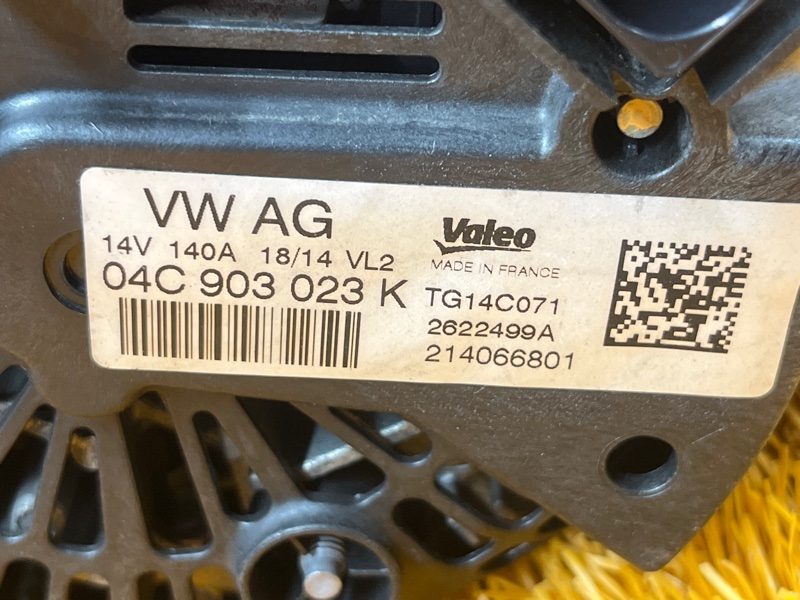 VW AG
14V 140A 18/14 VL2
04C 903 023 K
Valeo
MADE IN FRANCE
TG14C071
2622499A
214066801